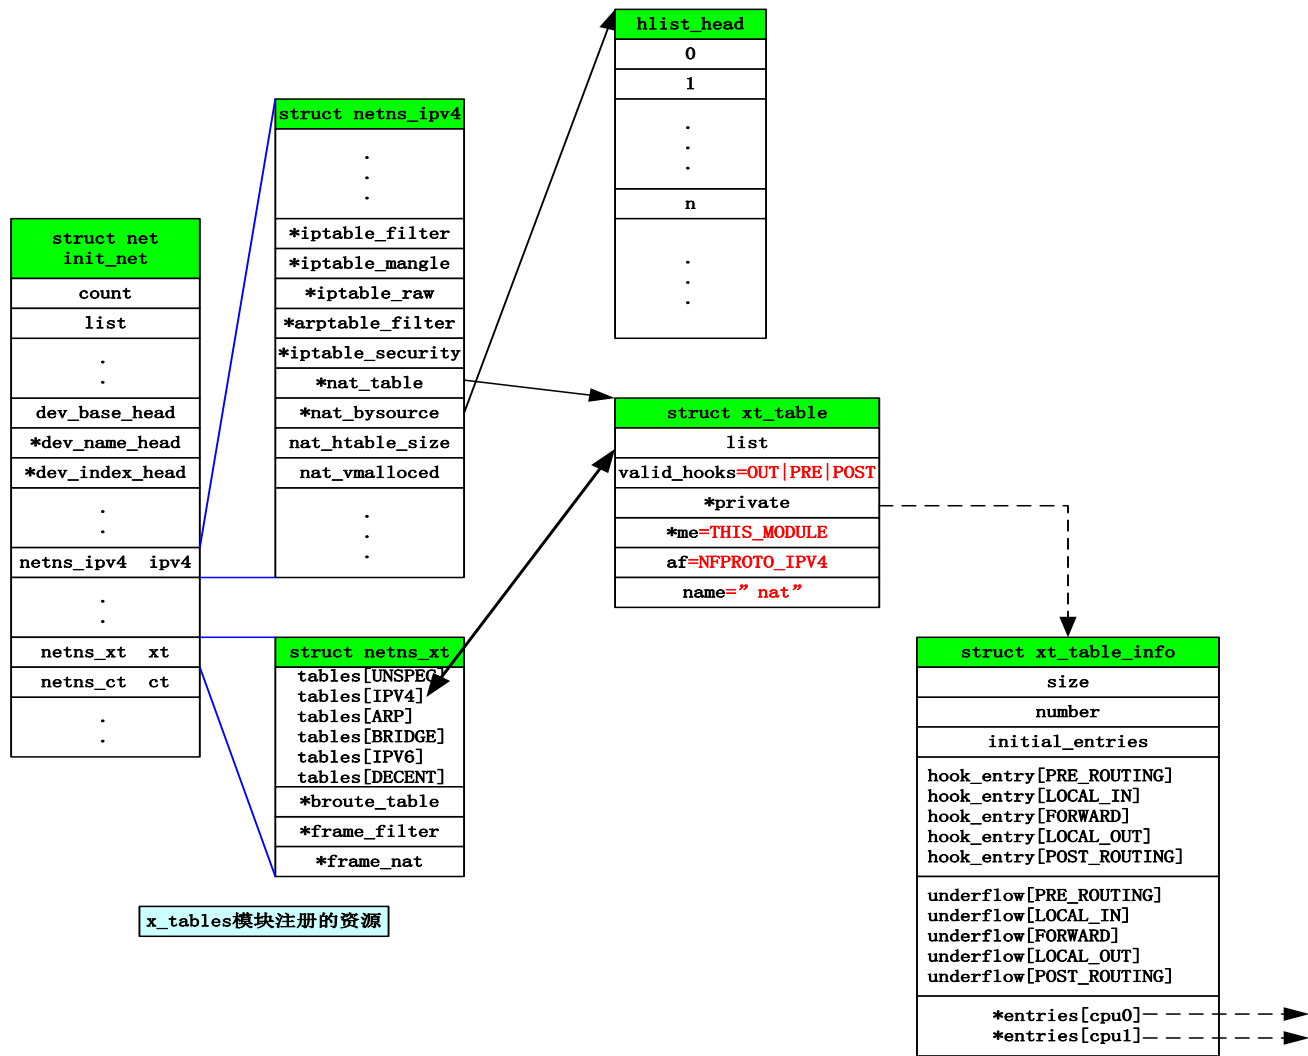 struct net
init_net
count
list
.
.
dev_base_head
*dev_name_head
*dev_index_head
.
.
netns_ipv4  ipv4
.
.
netns_xt  xt
netns_ct  ct
.
.
struct netns_ipv4
.
.
.
*iptable_filter
*iptable_mangle
*iptable_raw
*arptable_filter
*iptable_security
*nat_table
*nat_bysource
nat_htable_size
nat_vmalloced
.
.
.
struct netns_xt
tables[UNSPEC]
tables[IPV4]
tables[ARP]
tables[BRIDGE]
tables[IPV6]
tables[DECENT]
*broute_table
*frame_filter
*frame_nat
x_tables模块注册的资源
hlist_head
0
1
.
.
.
n
.
.
.
struct xt_table
list
valid_hooks=OUT|PRE|POST
*private
*me=THIS_MODULE
af=NFPROTO_IPV4
name=”nat”
struct xt_table_info
size
number
initial_entries
hook_entry[PRE_ROUTING]
hook_entry[LOCAL_IN]
hook_entry[FORWARD]
hook_entry[LOCAL_OUT]
hook_entry[POST_ROUTING]
underflow[PRE_ROUTING]
underflow[LOCAL_IN]
underflow[FORWARD]
underflow[LOCAL_OUT]
underflow[POST_ROUTING]
*entries[cpu0]
*entries[cpu1]